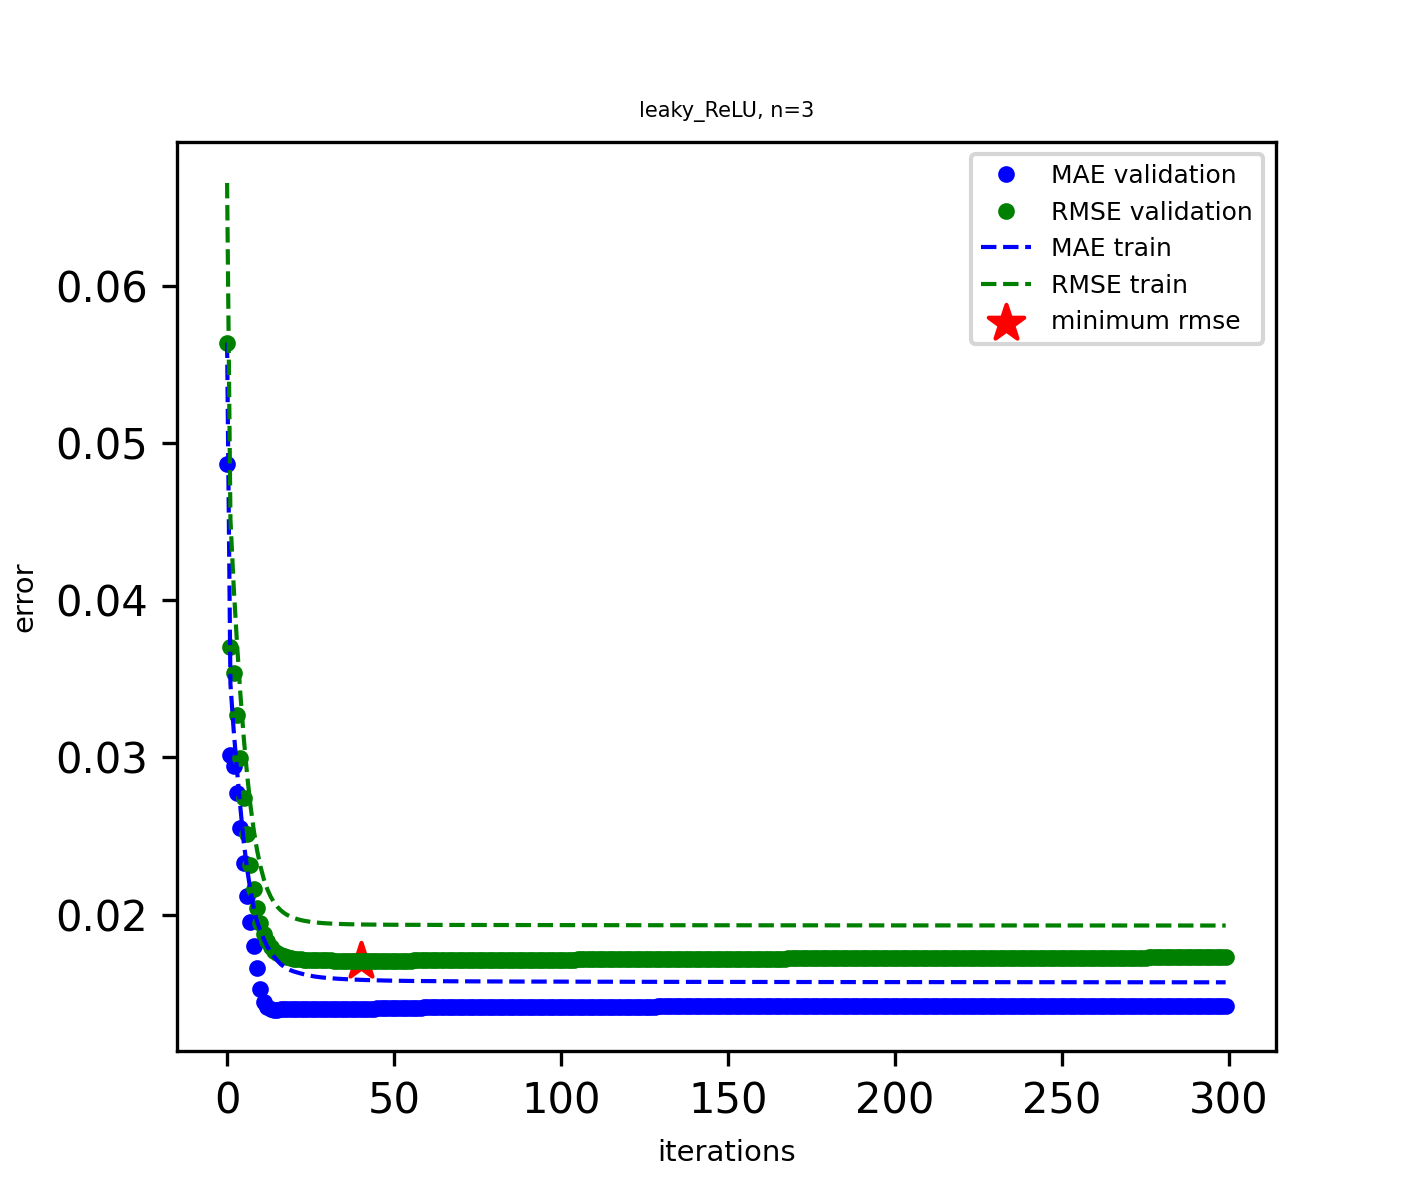 leaky_ReLU, n=3
MAE validation
RMSE validation
MAE train
RMSE train
minimum rmse
error
0.06
0.05
0.04
0.03
0.02
0 50 100 150 200 250 300
iterations